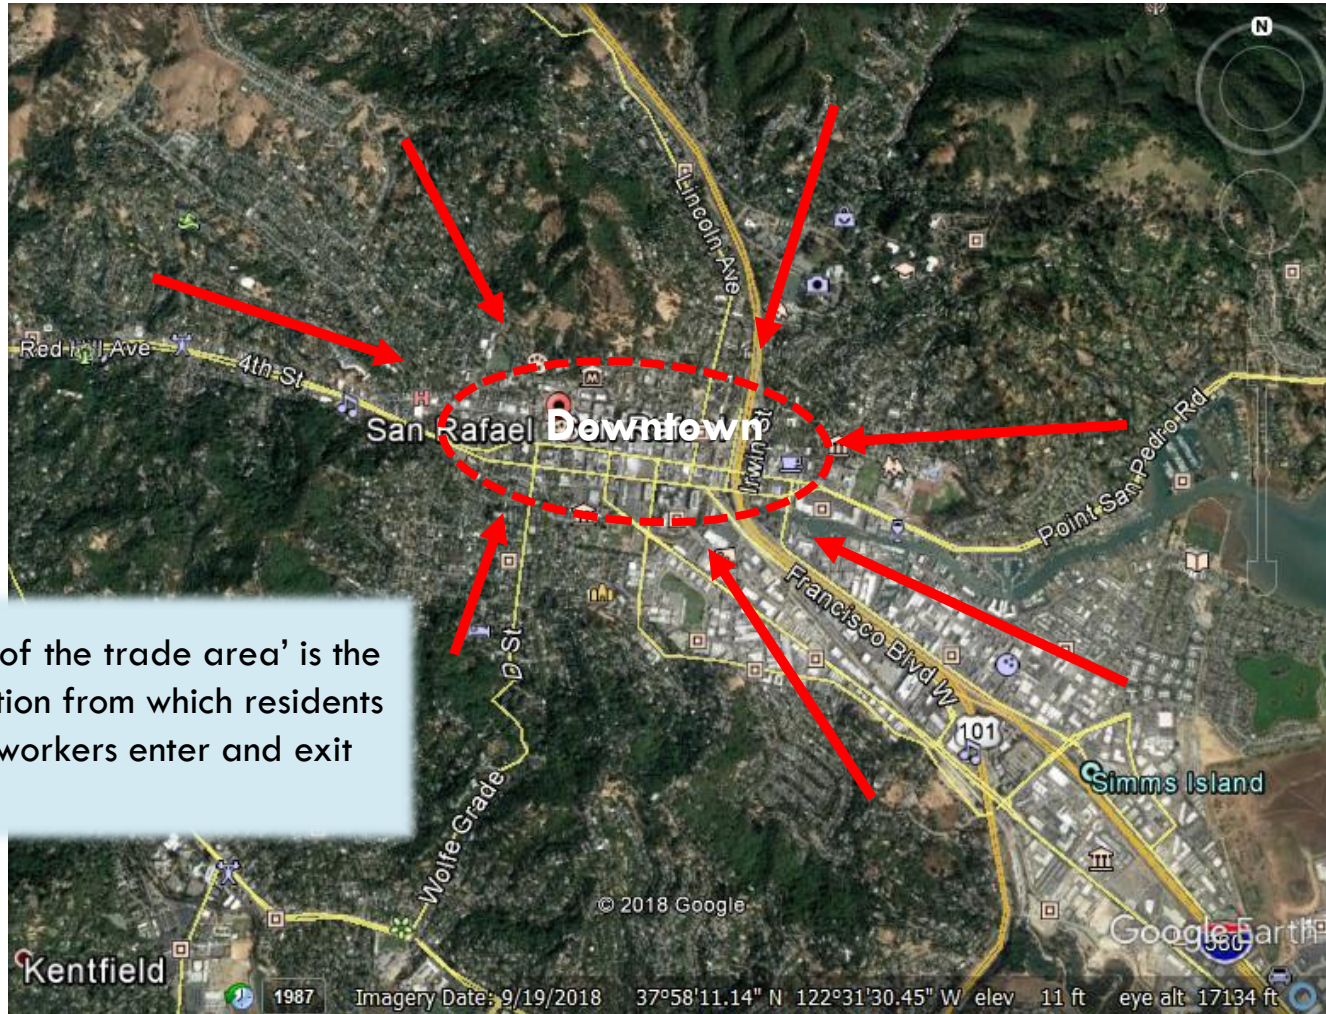 N
Lincoln Ave
Red Hill Ave
4th St
H
M
San Rafael
Downtown
Irwin St
Point San Pedro Rd
Francisco Blvd W
of the trade area’ is the
tion from which residents
workers enter and exit
D St
101
Simms Island
Wolfe Grade
© 2018 Google
Google Earth
580
Kentfield
1987 Imagery Date: 9/19/2018 37°58'11.14" N 122°31'30.45" W elev 11 ft eye alt 17134 ft